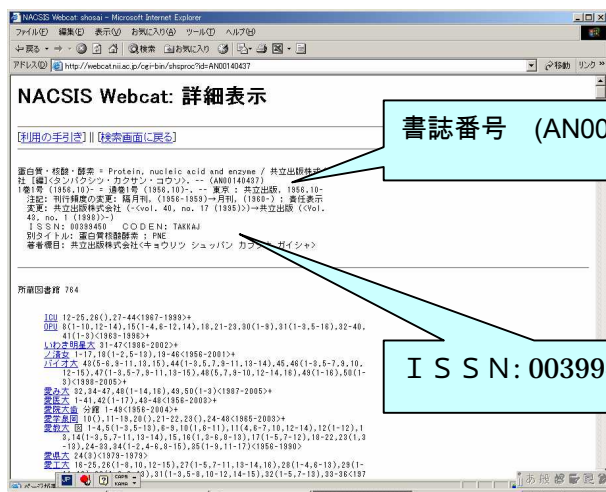 NACSIS Webcat: shosai - Microsoft Internet Explorer
ファイル(F) 編集(E) 表示(V) お気に入り(A) ツール(T) ヘルプ(H)
戻る 検索 お気に入り
アドレス(D) http://webcat.nii.ac.jp/cgi-bin/shsproc?id=AN00140437 移動 リンク »
NACSIS Webcat: 詳細表示
[利用の手引き] || [検索画面に戻る]
書誌番号 (AN00
蛋白質・核酸・酵素 = Protein, nucleic acid and enzyme / 共立出版株式
社 [編]<タンパクシツ・カクサン・コウソ>. -- (AN00140437)
1巻1号 (1956.10)- = 通巻1号 (1956.10)-. -- 東京 : 共立出版, 1956.10-
注記: 刊行頻度の変更: 隔月刊, (1956-1959)→月刊, (1960-) ; 責任表示
変更: 共立出版株式会社 (-<vol. 40, no. 17 (1995)>)→共立出版 (<Vol.
43, no. 1 (1998)>-)
ISSN: 00399450 CODEN: TAKKAJ
別タイトル: 蛋白質核酸酵素 : PNE
著者標目: 共立出版株式会社<キョウリツ シュッパン カブシキ ガイシャ>
ISSN: 00399
所蔵図書館 764
ICU 12-25,26(),27-44<1967-1999>+
OPU 8(1-10,12-14),15(1-4,6-12,14),18,21-23,30(1-9),31(1-3,5-16),32-40,
41(1-3)<1963-1996>+
いわき明星大 31-47<1986-2002>+
ノ清女 1-17,18(1-2,5-13),19-46<1956-2001>+
バイオ大 43(5-6,9-11,13,15),44(1-3,5,7,9-11,13-14),45,46(1-3,5-7,9,10,
12-15),47(1-3,5,7,9-11,13-15),48(5,7,9-10,12-14,16),49(1-16),50(1-
3)<1998-2005>+
愛み大 32,34-47,48(1-14,16),49,50(1-3)<1987-2005>+
愛医大 1-41,42(1-17),43-48<1956-2003>+
愛院大歯 分館 1-49<1956-2004>+
愛学泉岡 10(),11-19,20(),21-22,23(),24-48<1965-2003>+
愛教大 図 1-4,5(1-3,5-13),6-9,10(1,6-11),11(4,6-7,10,12-14),12(1-12),1
3,14(1-3,5,7-11,13-14),15,16(1,3-6,8-13),17(1-5,7-12),18-22,23(1,3
-13),24-33,34(1-2,4-6,8-15),35(1-9,11-17)<1956-1990>
愛県大 24(3)<1979-1979>
愛工大 16-25,26(1-8,10,12-15),27(1-5,7-11,13-14,16),28(1-4,6-13),29(1-